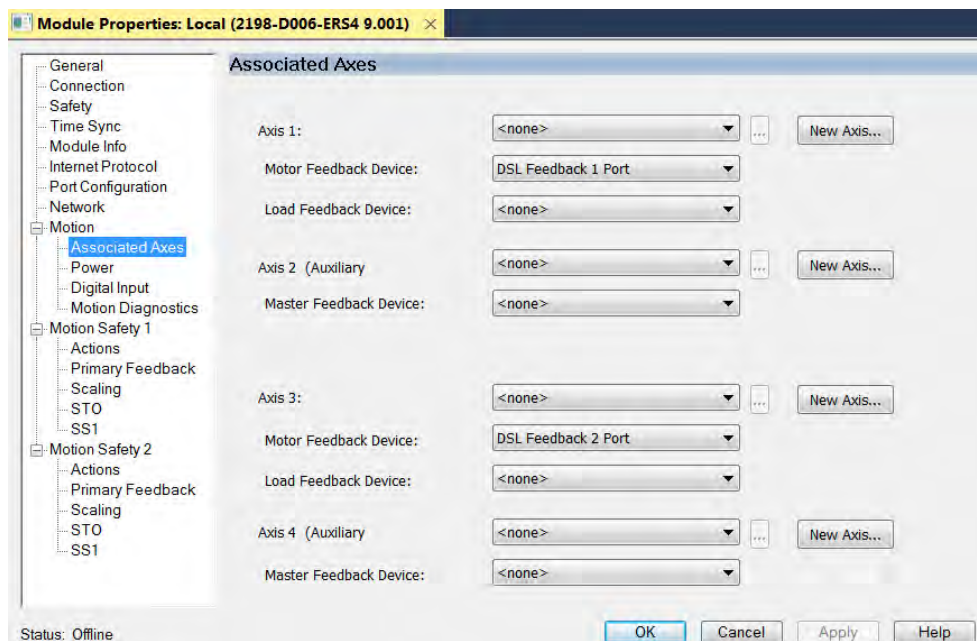 Module Properties: Local (2198-D006-ERS4 9.001) ×
General
Connection
Safety
Time Sync
Module Info
Internet Protocol
Port Configuration
Network
Motion
Associated Axes
Power
Digital Input
Motion Diagnostics
Motion Safety 1
Actions
Primary Feedback
Scaling
STO
SS1
Motion Safety 2
Actions
Primary Feedback
Scaling
STO
SS1
Associated Axes
Axis 1: <none> ... New Axis...
Motor Feedback Device: DSL Feedback 1 Port
Load Feedback Device: <none>
Axis 2 (Auxiliary <none> ... New Axis...
Master Feedback Device: <none>
Axis 3: <none> ... New Axis...
Motor Feedback Device: DSL Feedback 2 Port
Load Feedback Device: <none>
Axis 4 (Auxiliary <none> ... New Axis...
Master Feedback Device: <none>
Status: Offline OK Cancel Apply Help